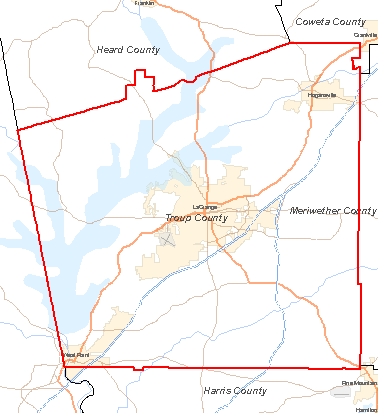 Franklin
Coweta County
Grantville
Heard County
Hogansville
LaGrange
Troup County
Meriwether County
West Point
Pine Mountain
Harris County
Hamilton